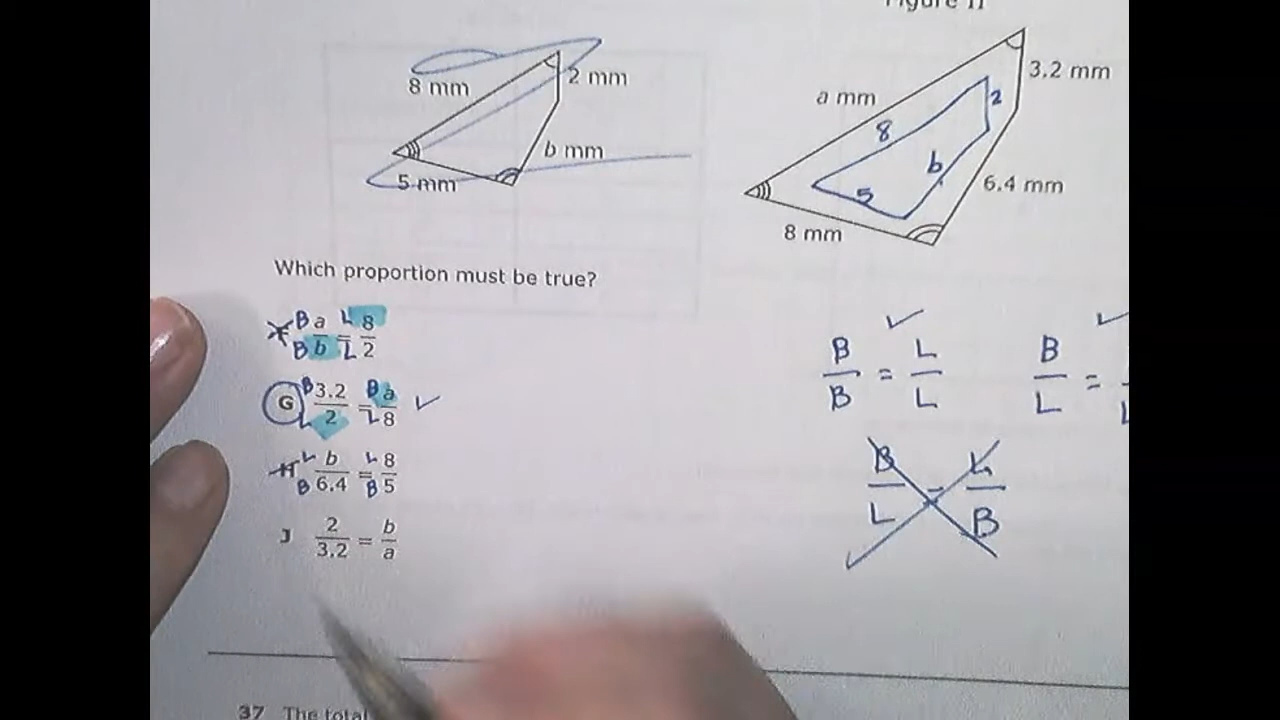 Figure II
8 mm
2 mm
b mm
5 mm
a mm
3.2 mm
8
2
b
5
6.4 mm
8 mm
Which proportion must be true?
F B a/B b = L 8/L 2
G B 3.2/L 2 = B a/L 8 ✓
H L b/B 6.4 = L 8/B 5
J 2/3.2 = b/a
✓
B/B = L/L
✓
B/L =
B/L = L/B
37 The total